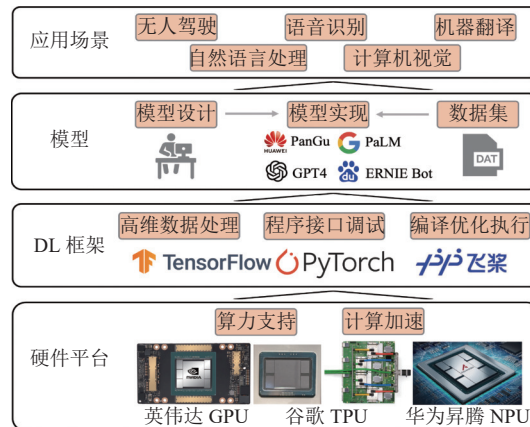 应用场景
无人驾驶 语音识别 机器翻译
自然语言处理 计算机视觉
模型
模型设计 模型实现 数据集
HUAWEI PanGu G PaLM
GPT4 du ERNIE Bot
DAT
DL 框架
高维数据处理 程序接口调试 编译优化执行
TensorFlow PyTorch 飞桨
硬件平台
算力支持 计算加速
英伟达 GPU 谷歌 TPU 华为昇腾 NPU